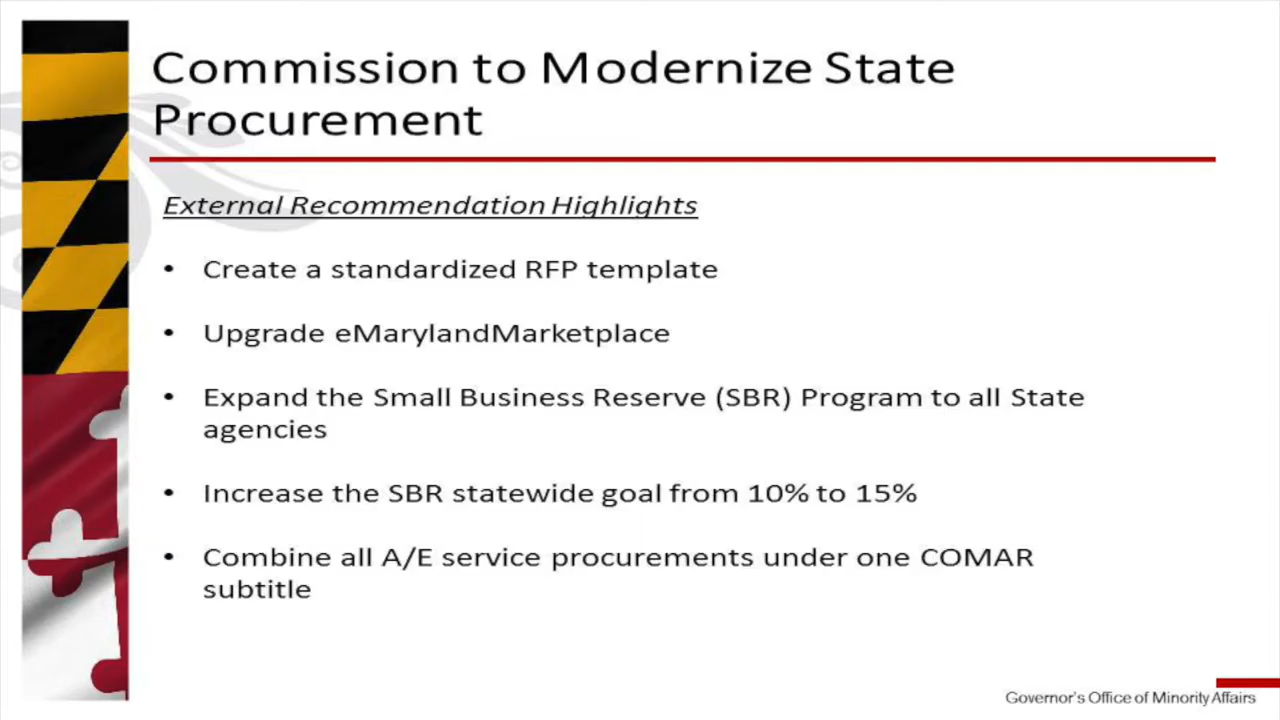 Commission to Modernize State
Procurement
External Recommendation Highlights
• Create a standardized RFP template
• Upgrade eMarylandMarketplace
• Expand the Small Business Reserve (SBR) Program to all State
agencies
• Increase the SBR statewide goal from 10% to 15%
• Combine all A/E service procurements under one COMAR
subtitle
Governor's Office of Minority Affairs